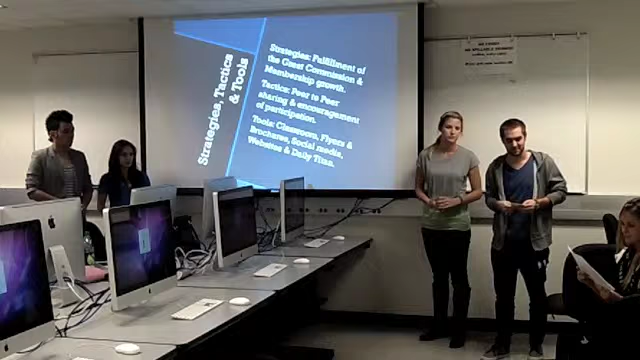 Strategies, Tactics
& Tools
Strategies: Fulfillment of
the Great Commission &
Membership growth.
Tactics: Peer to Peer
sharing & encouragement
of participation.
Tools: Classroom, Flyers &
Brochures, Social media,
Websites & Daily Titan.